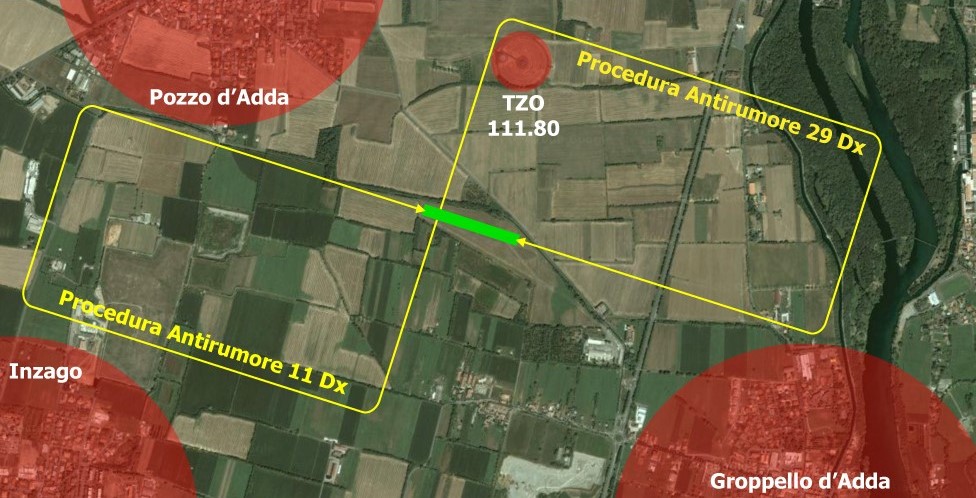 Pozzo d'Adda
TZO
111.80
Procedura Antirumore 29 Dx
Procedura Antirumore 11 Dx
Inzago
Groppello d'Adda